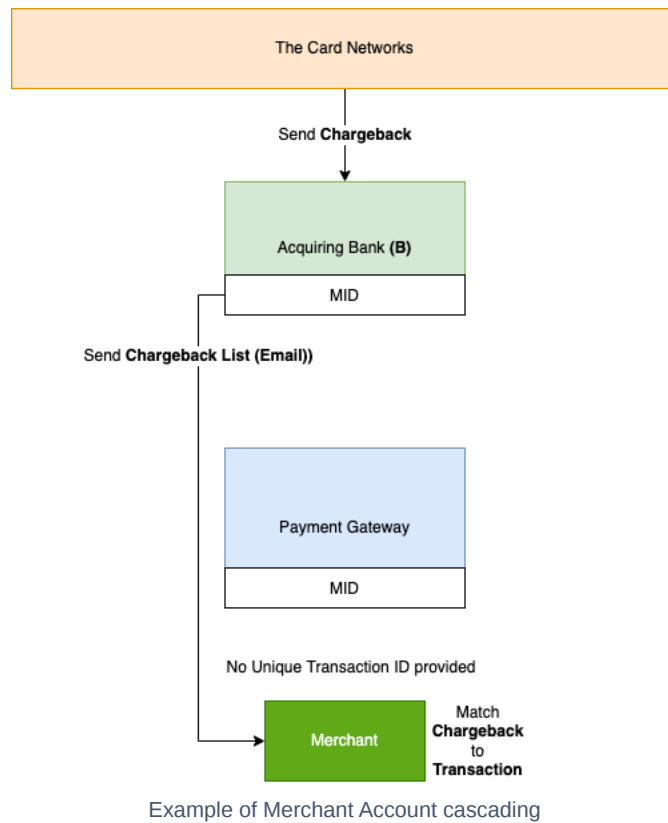 The Card Networks
Send Chargeback
Acquiring Bank (B)
MID
Send Chargeback List (Email))
Payment Gateway
MID
No Unique Transaction ID provided
Merchant
Match
Chargeback
to
Transaction
Example of Merchant Account cascading